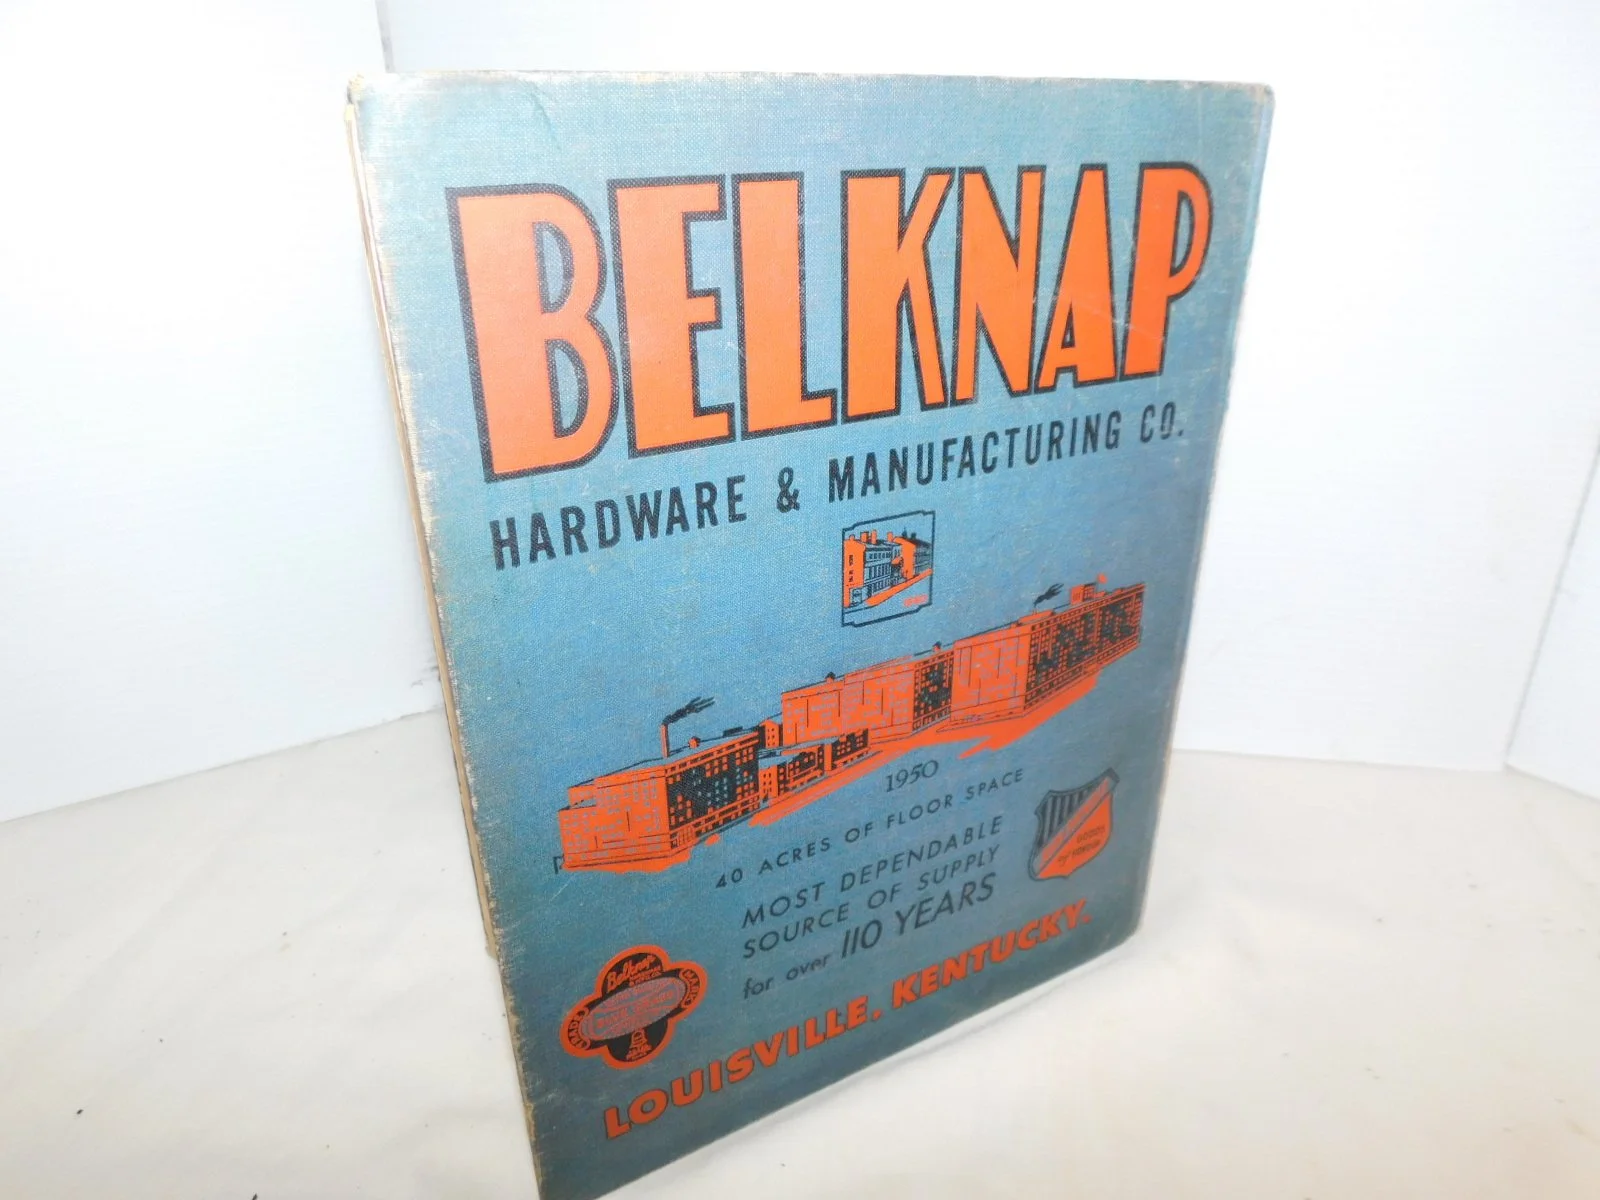 BELKNAP
HARDWARE & MANUFACTURING CO.
1950
40 ACRES OF FLOOR SPACE
MOST DEPENDABLE
SOURCE OF SUPPLY
for over 110 YEARS
Belknap
LOUISVILLE, KENTUCKY.